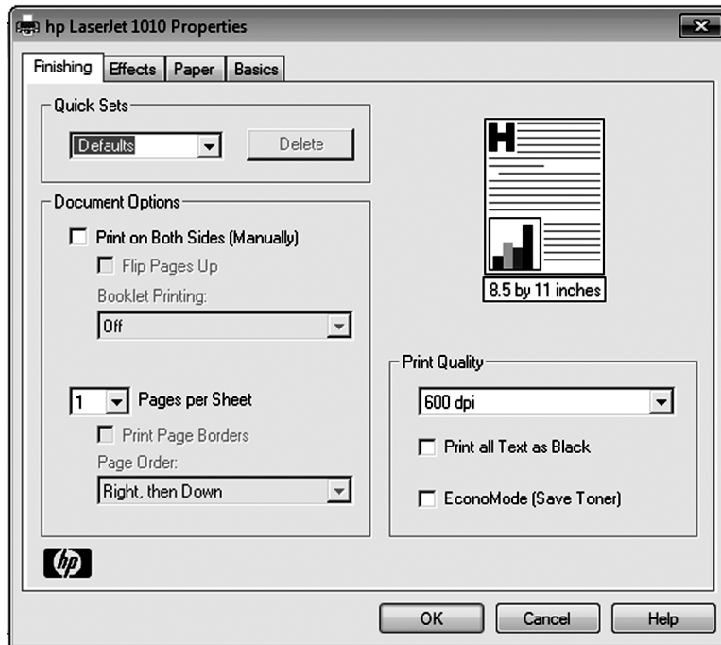 hp LaserJet 1010 Properties
Finishing Effects Paper Basics
Quick Sets
Defaults Delete
Document Options
Print on Both Sides (Manually)
Flip Pages Up
Booklet Printing:
Off
1 Pages per Sheet
Print Page Borders
Page Order:
Right, then Down
hp
H
8.5 by 11 inches
Print Quality
600 dpi
Print all Text as Black
EconoMode (Save Toner)
OK Cancel Help